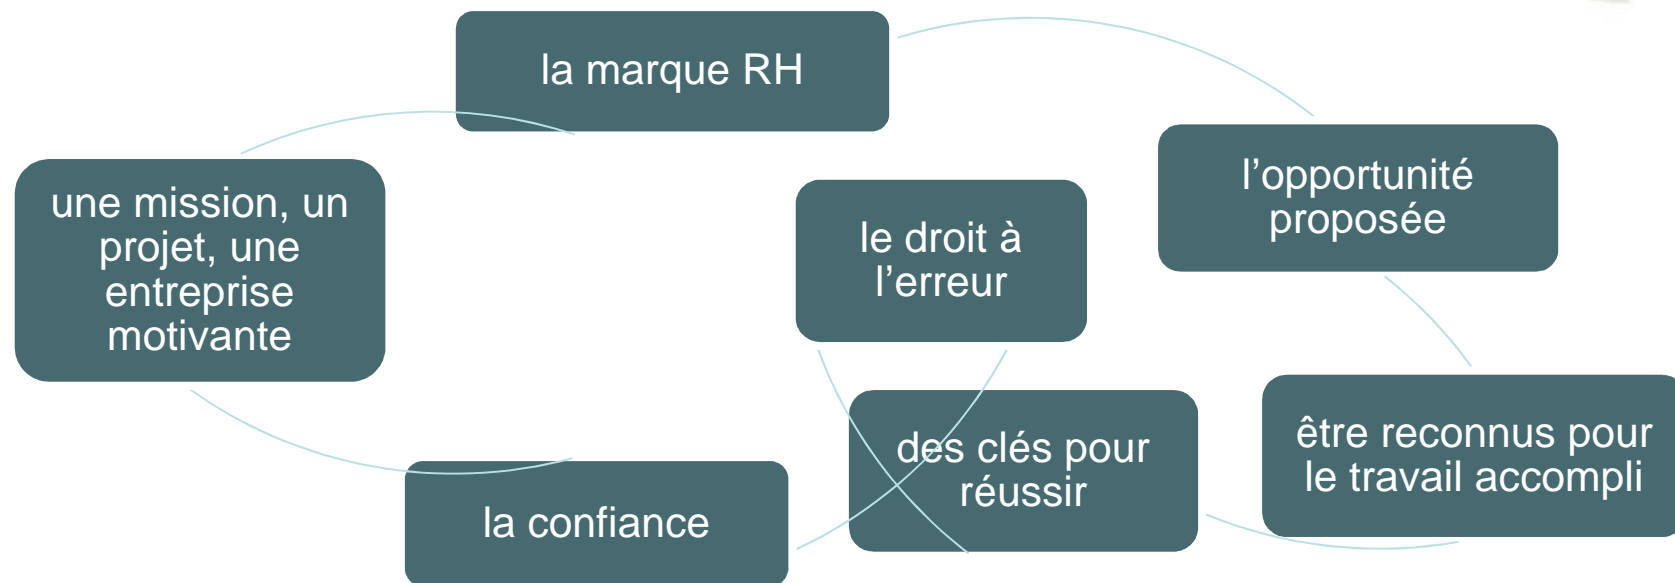 la marque RH
l’opportunité
proposée
être reconnus pour
le travail accompli
des clés pour
réussir
le droit à
l’erreur
la confiance
une mission, un
projet, une
entreprise
motivante